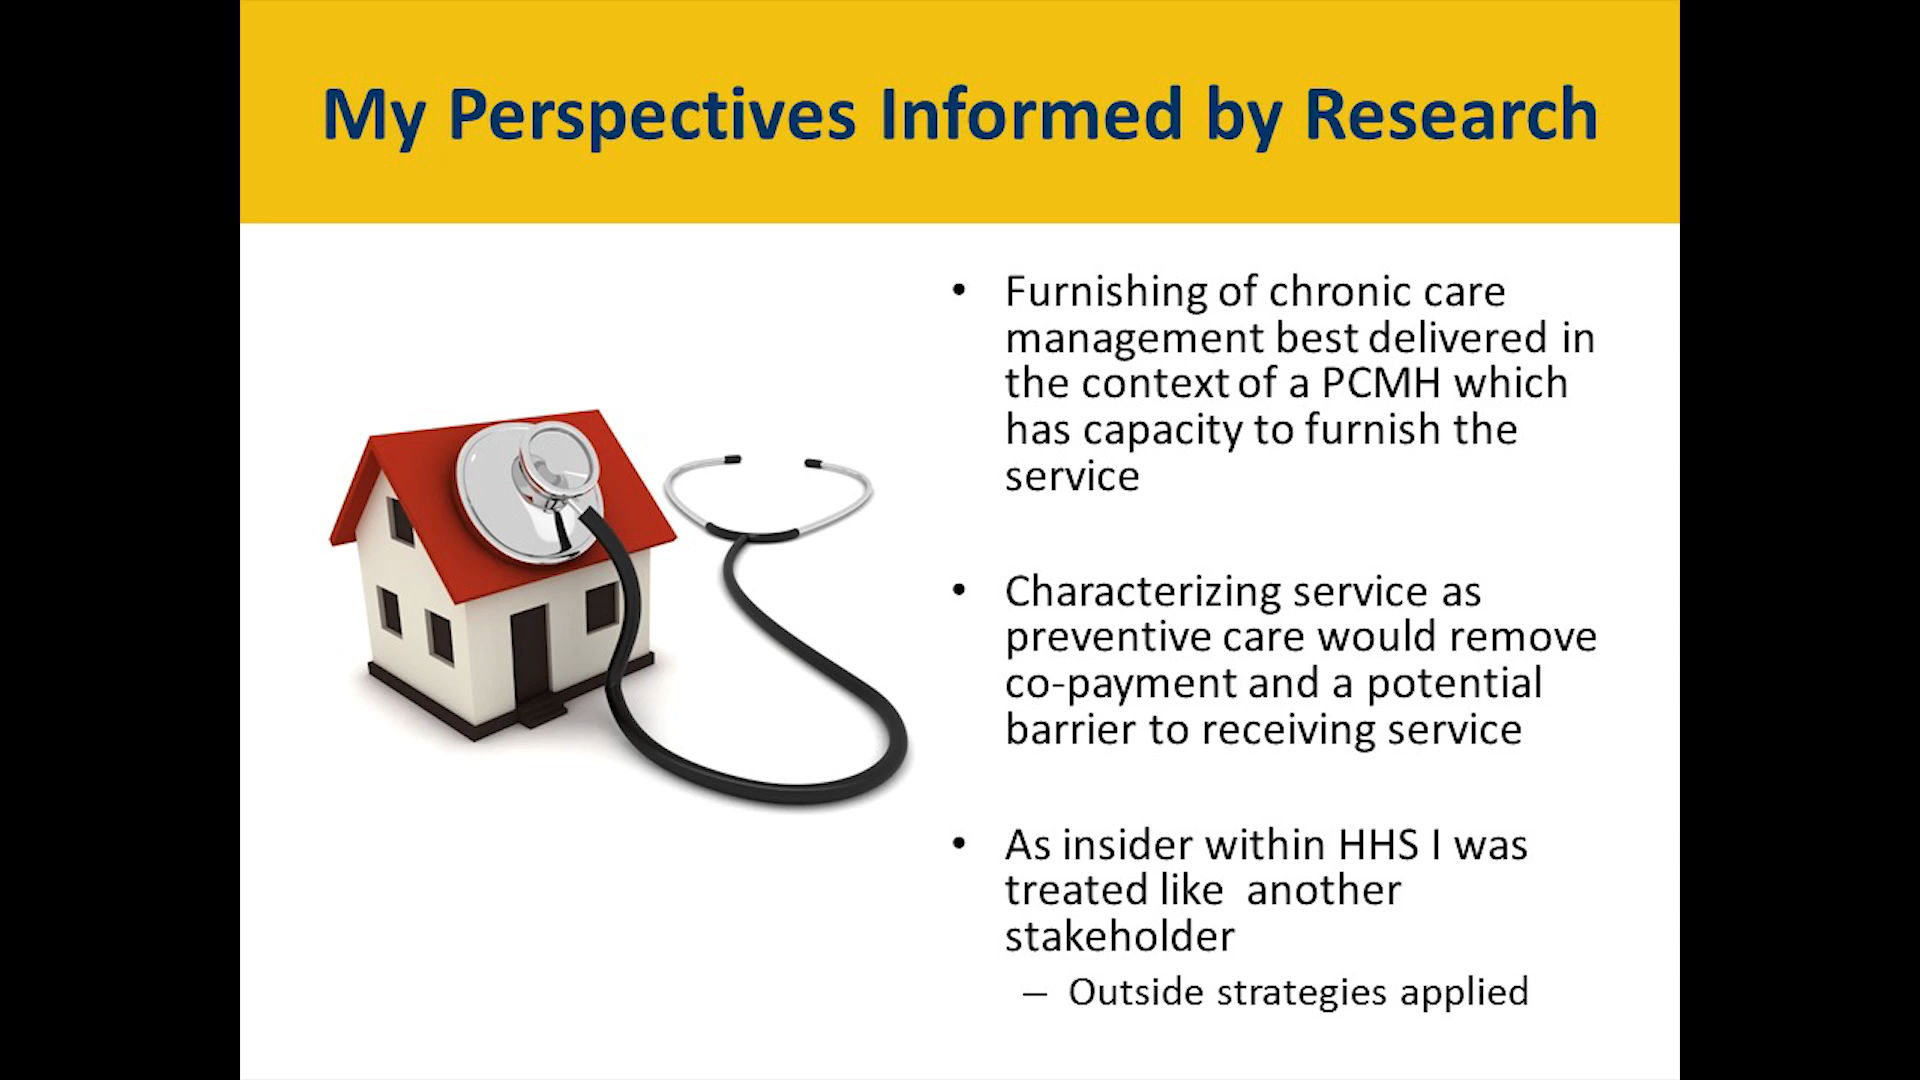 My Perspectives Informed by Research
• Furnishing of chronic care
management best delivered in
the context of a PCMH which
has capacity to furnish the
service
• Characterizing service as
preventive care would remove
co-payment and a potential
barrier to receiving service
• As insider within HHS I was
treated like another
stakeholder
– Outside strategies applied